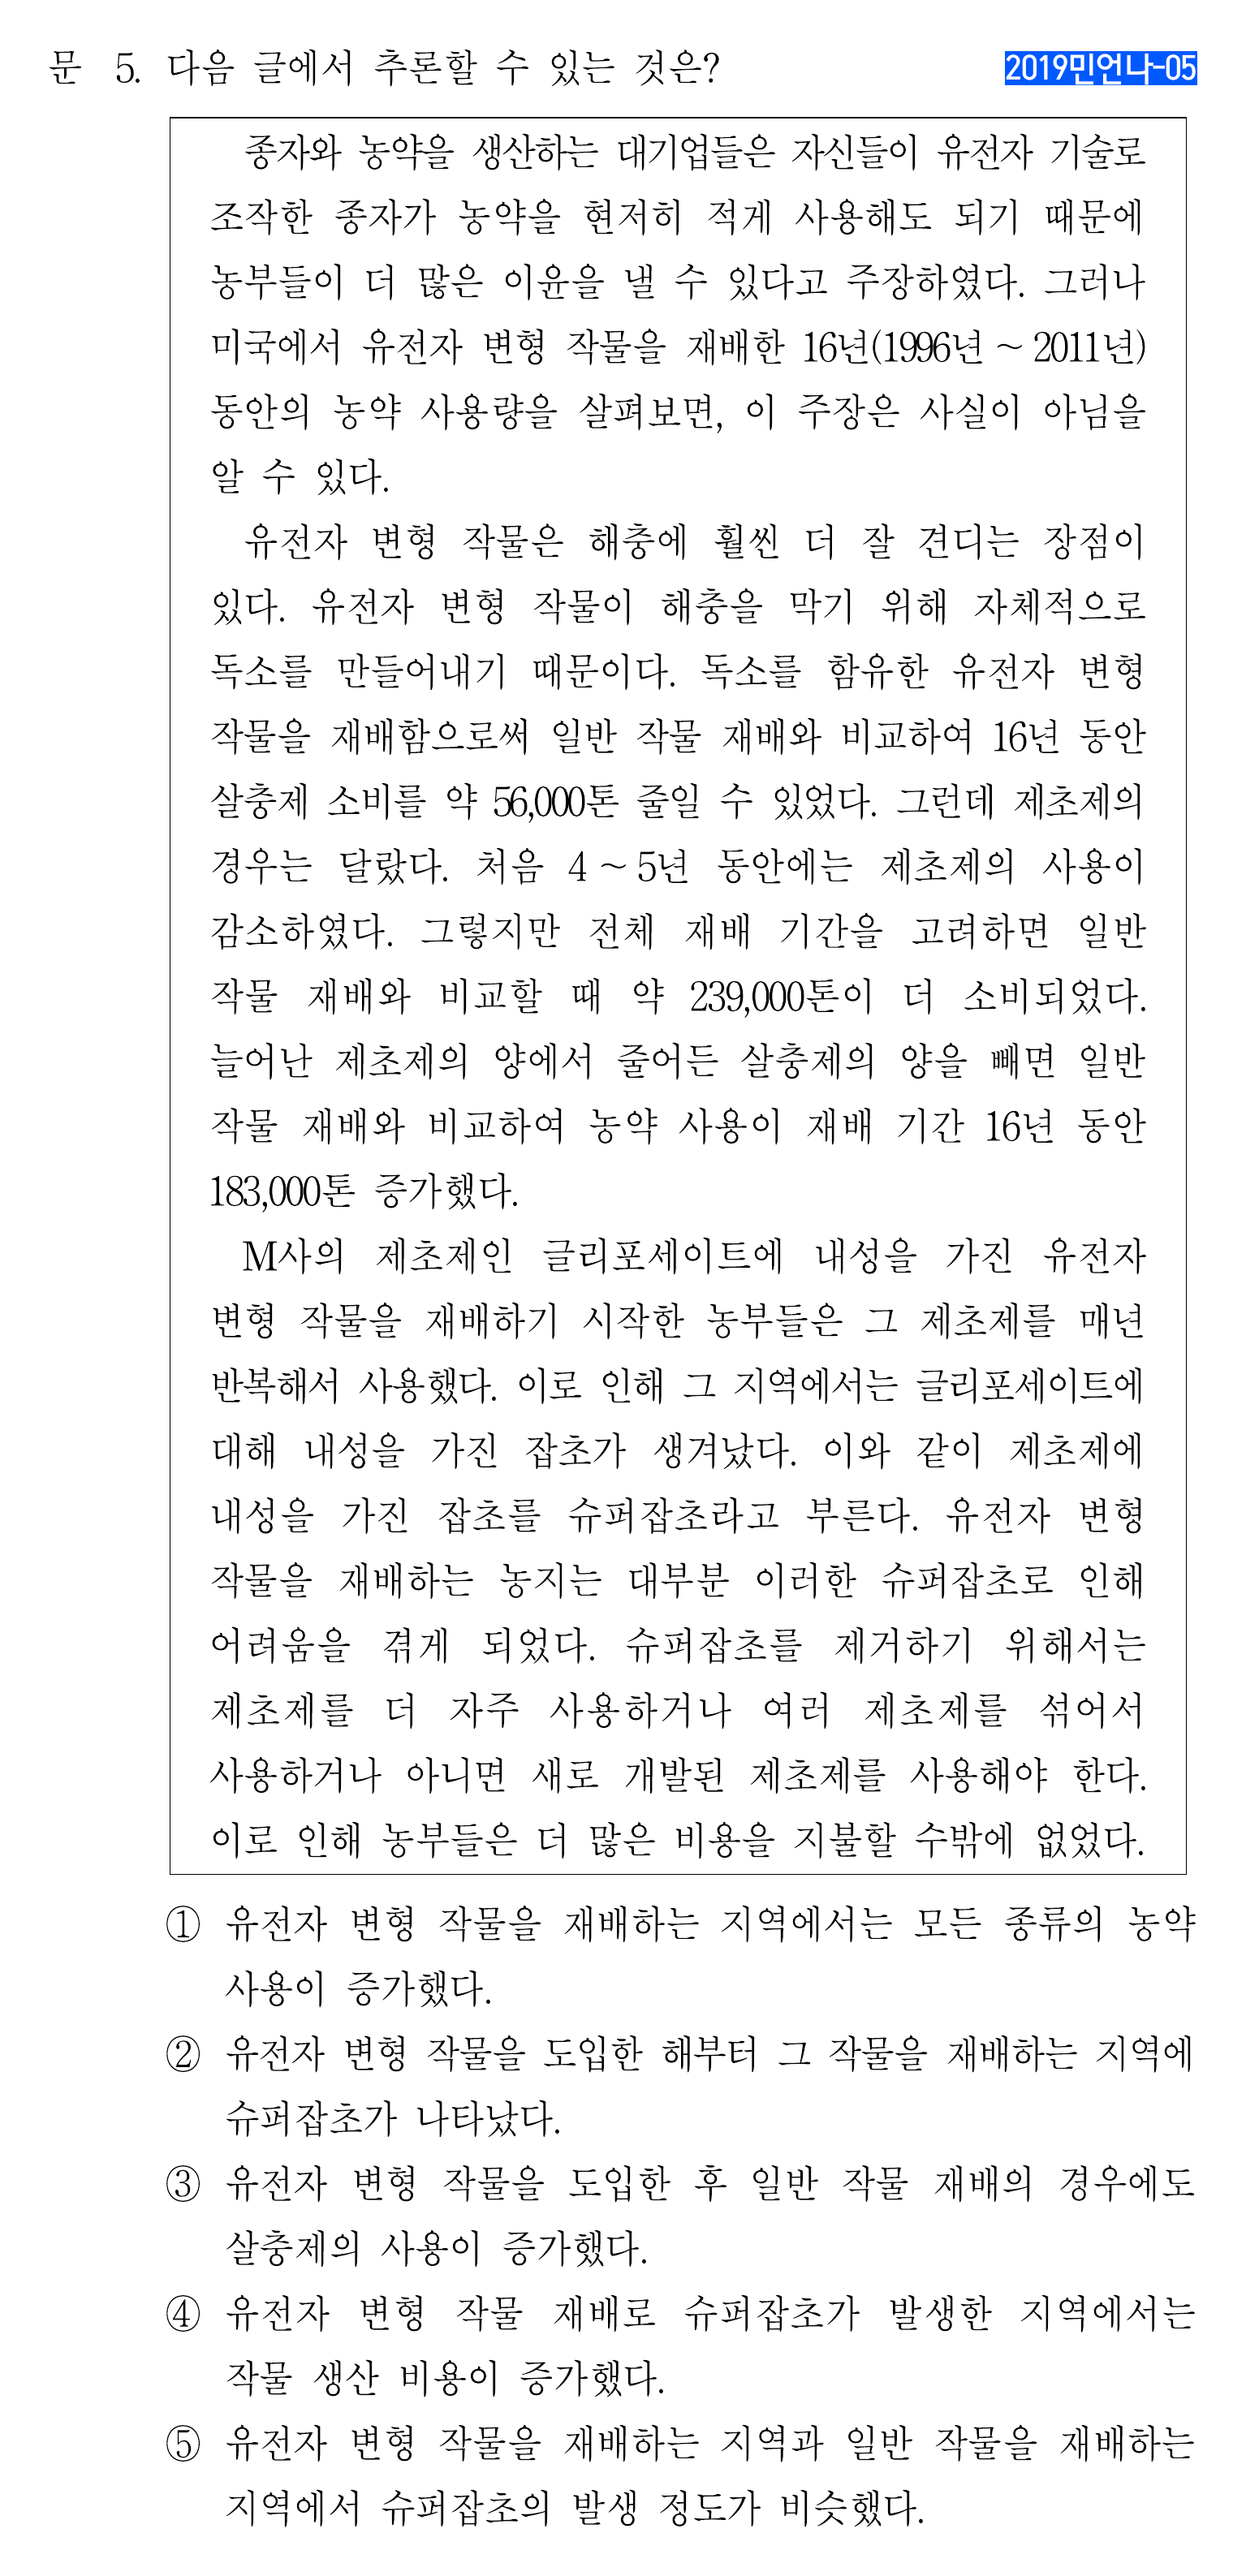 문 5. 다음 글에서 추론할 수 있는 것은?
2019민언나-05
종자와 농약을 생산하는 대기업들은 자신들이 유전자 기술로
조작한 종자가 농약을 현저히 적게 사용해도 되기 때문에
농부들이 더 많은 이윤을 낼 수 있다고 주장하였다. 그러나
미국에서 유전자 변형 작물을 재배한 16년(1996년 ~ 2011년)
동안의 농약 사용량을 살펴보면, 이 주장은 사실이 아님을
알 수 있다.
유전자 변형 작물은 해충에 훨씬 더 잘 견디는 장점이
있다. 유전자 변형 작물이 해충을 막기 위해 자체적으로
독소를 만들어내기 때문이다. 독소를 함유한 유전자 변형
작물을 재배함으로써 일반 작물 재배와 비교하여 16년 동안
살충제 소비를 약 56,000톤 줄일 수 있었다. 그런데 제초제의
경우는 달랐다. 처음 4 ~ 5년 동안에는 제초제의 사용이
감소하였다. 그렇지만 전체 재배 기간을 고려하면 일반
작물 재배와 비교할 때 약 239,000톤이 더 소비되었다.
늘어난 제초제의 양에서 줄어든 살충제의 양을 빼면 일반
작물 재배와 비교하여 농약 사용이 재배 기간 16년 동안
183,000톤 증가했다.
M사의 제초제인 글리포세이트에 내성을 가진 유전자
변형 작물을 재배하기 시작한 농부들은 그 제초제를 매년
반복해서 사용했다. 이로 인해 그 지역에서는 글리포세이트에
대해 내성을 가진 잡초가 생겨났다. 이와 같이 제초제에
내성을 가진 잡초를 슈퍼잡초라고 부른다. 유전자 변형
작물을 재배하는 농지는 대부분 이러한 슈퍼잡초로 인해
어려움을 겪게 되었다. 슈퍼잡초를 제거하기 위해서는
제초제를 더 자주 사용하거나 여러 제초제를 섞어서
사용하거나 아니면 새로 개발된 제초제를 사용해야 한다.
이로 인해 농부들은 더 많은 비용을 지불할 수밖에 없었다.
① 유전자 변형 작물을 재배하는 지역에서는 모든 종류의 농약
사용이 증가했다.
② 유전자 변형 작물을 도입한 해부터 그 작물을 재배하는 지역에
슈퍼잡초가 나타났다.
③ 유전자 변형 작물을 도입한 후 일반 작물 재배의 경우에도
살충제의 사용이 증가했다.
④ 유전자 변형 작물 재배로 슈퍼잡초가 발생한 지역에서는
작물 생산 비용이 증가했다.
⑤ 유전자 변형 작물을 재배하는 지역과 일반 작물을 재배하는
지역에서 슈퍼잡초의 발생 정도가 비슷했다.